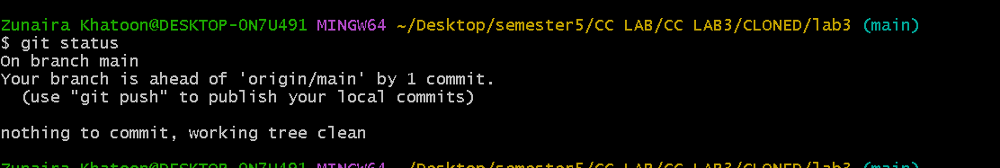 Zunaira Khatoon@DESKTOP-ON7U491 MINGW64 ~/Desktop/semester5/CC LAB/CC LAB3/CLONED/lab3 (main)
$ git status
On branch main
Your branch is ahead of 'origin/main' by 1 commit.
  (use "git push" to publish your local commits)

nothing to commit, working tree clean

Zunaira Khatoon@DESKTOP-ON7U491 MINGW64 ~/Desktop/semester5/CC LAB/CC LAB3/CLONED/lab3 (main)